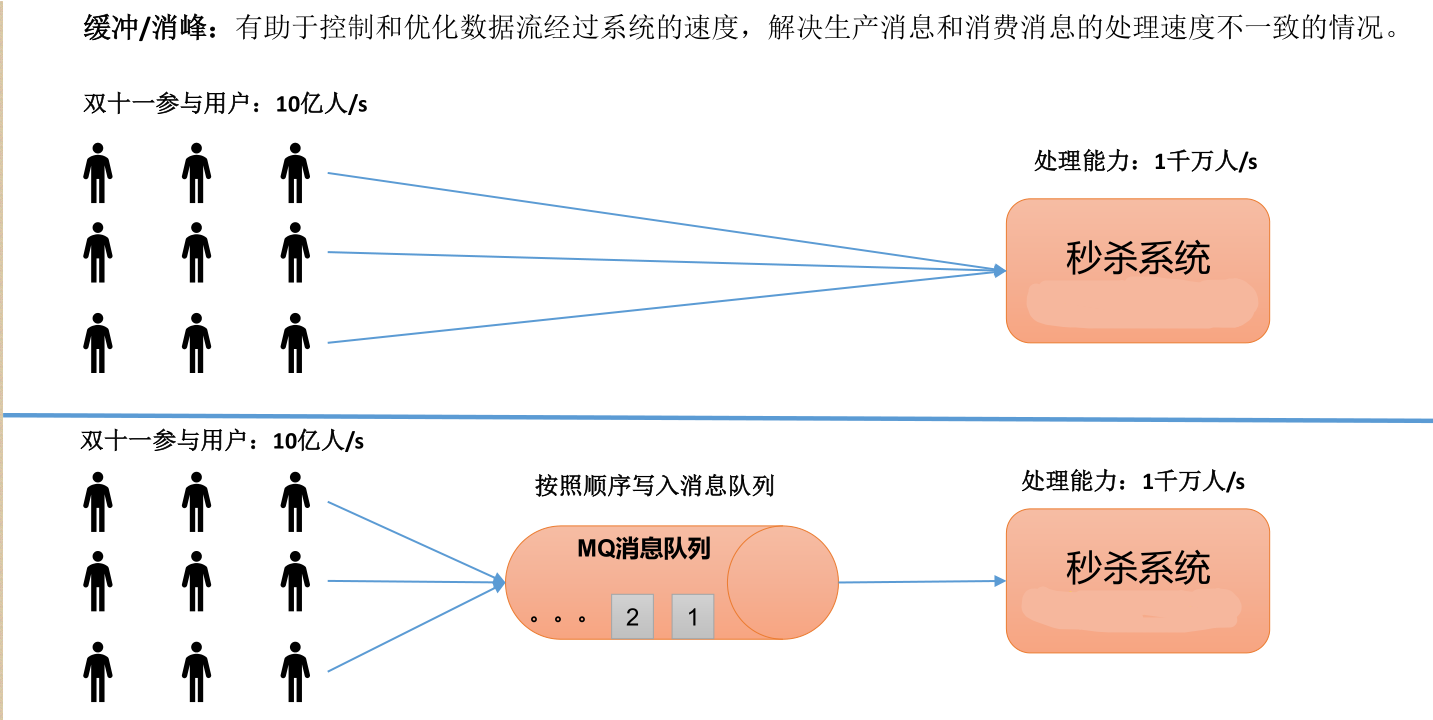 缓冲/消峰：有助于控制和优化数据流经过系统的速度，解决生产消息和消费消息的处理速度不一致的情况。
双十一参与用户：10亿人/s
处理能力：1千万人/s
秒杀系统
双十一参与用户：10亿人/s
按照顺序写入消息队列
处理能力：1千万人/s
MQ消息队列
秒杀系统
。。。 2 1